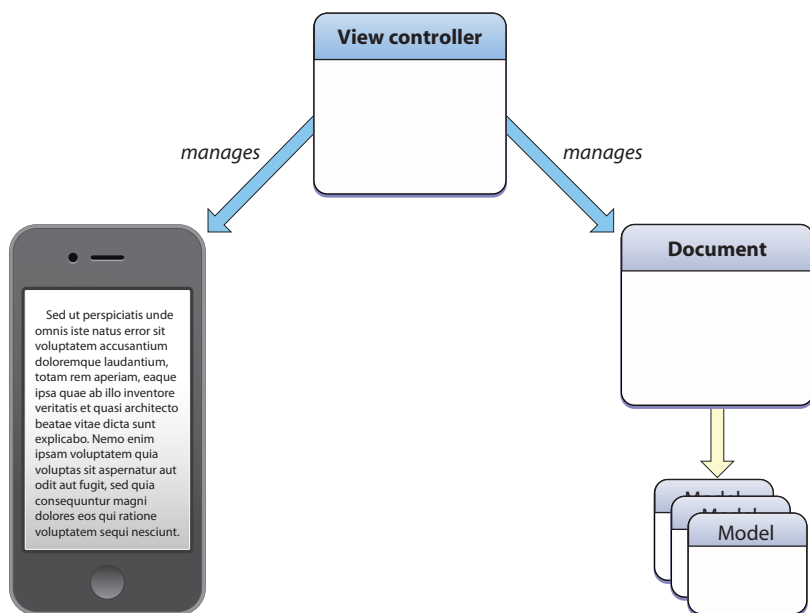 View controller
manages
manages
Document
Sed ut perspiciatis unde
omnis iste natus error sit
voluptatem accusantium
doloremque laudantium,
totam rem aperiam, eaque
ipsa quae ab illo inventore
veritatis et quasi architecto
beatae vitae dicta sunt
explicabo. Nemo enim
ipsam voluptatem quia
voluptas sit aspernatur aut
odit aut fugit, sed quia
consequuntur magni
dolores eos qui ratione
voluptatem sequi nesciunt.
Model
Model
Model